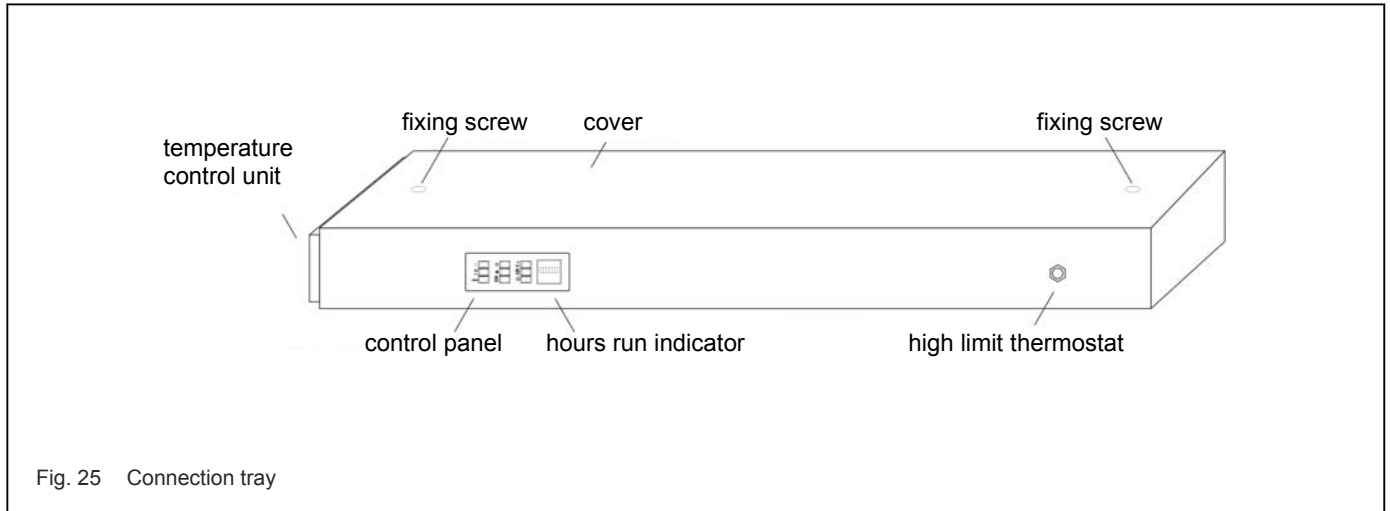 fixing screw
cover
fixing screw
temperature
control unit
control panel
hours run indicator
high limit thermostat
Fig. 25 Connection tray